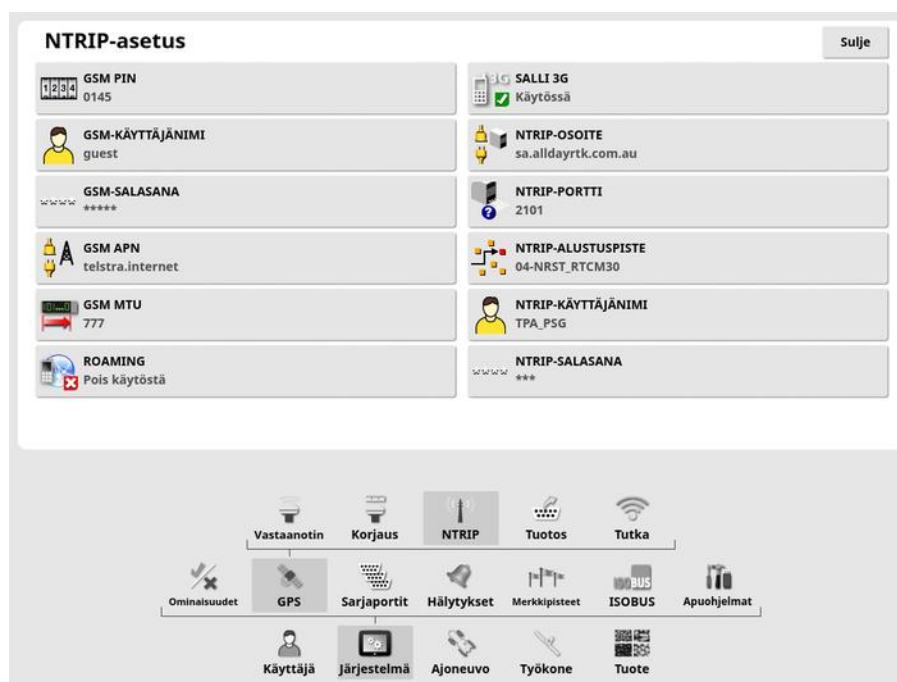 NTRIP-asetus
Sulje
GSM PIN
0145
SALLI 3G
Käytössä
GSM-KÄYTTÄJÄNIMI
guest
NTRIP-OSOITE
sa.alldayrtk.com.au
GSM-SALASANA
*****
NTRIP-PORTTI
2101
GSM APN
telstra.internet
NTRIP-ALUSTUSPISTE
04-NRST_RTCM30
GSM MTU
777
NTRIP-KÄYTTÄJÄNIMI
TPA_PSG
ROAMING
Pois käytöstä
NTRIP-SALASANA
***
Vastaanotin Korjaus NTRIP Tuotos Tutka
Ominaisuudet GPS Sarjaportit Hälytykset Merkkipisteet ISOBUS Apuohjelmat
Käyttäjä Järjestelmä Ajoneuvo Työkone Tuote